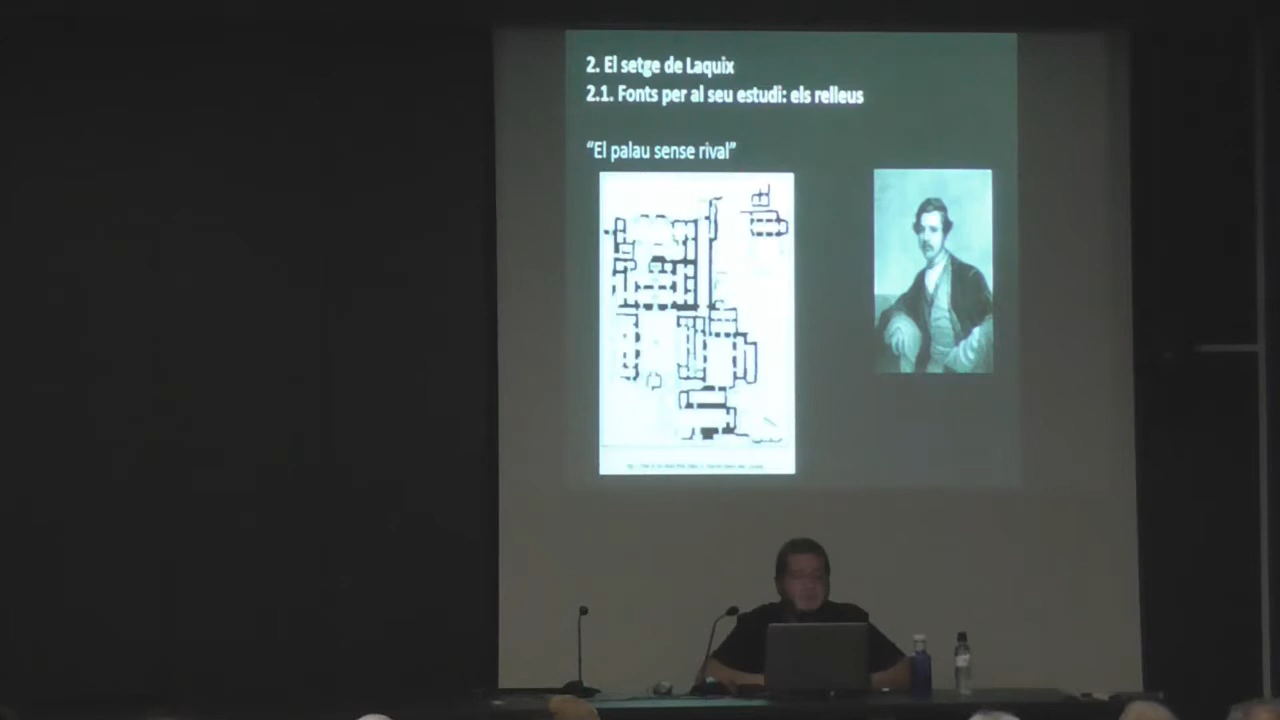 2. El setge de Laquix
2.1. Fonts per al seu estudi: els relleus
“El palau sense rival”